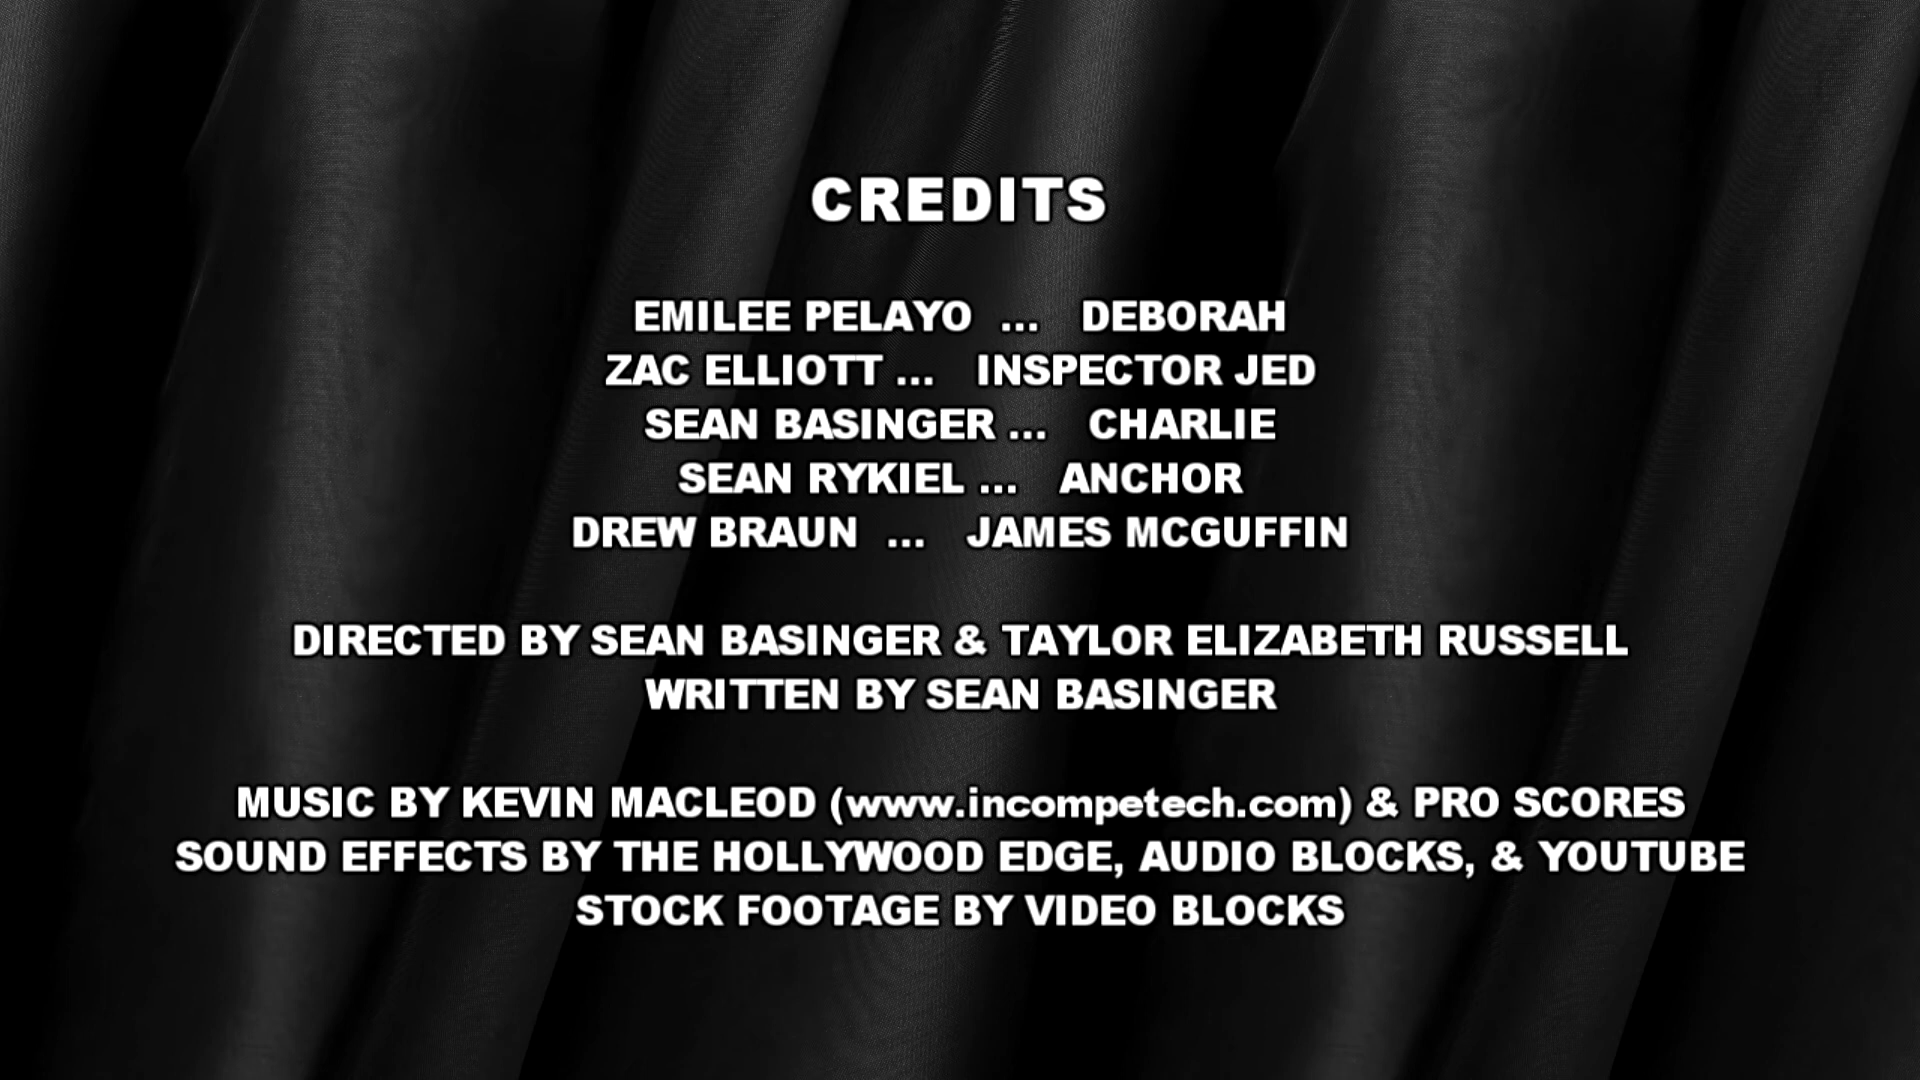 CREDITS
EMILEE PELAYO ... DEBORAH
ZAC ELLIOTT ... INSPECTOR JED
SEAN BASINGER ... CHARLIE
SEAN RYKIEL ... ANCHOR
DREW BRAUN ... JAMES MCGUFFIN
DIRECTED BY SEAN BASINGER & TAYLOR ELIZABETH RUSSELL
WRITTEN BY SEAN BASINGER
MUSIC BY KEVIN MACLEOD (www.incompetech.com) & PRO SCORES
SOUND EFFECTS BY THE HOLLYWOOD EDGE, AUDIO BLOCKS, & YOUTUBE
STOCK FOOTAGE BY VIDEO BLOCKS